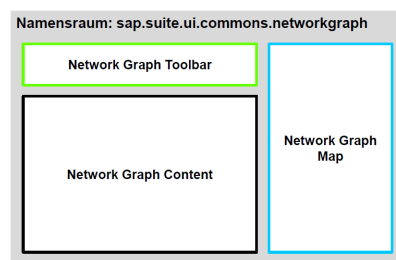 Namensraum: sap.suite.ui.commons.networkgraph
Network Graph Toolbar
Network Graph Content
Network Graph
Map